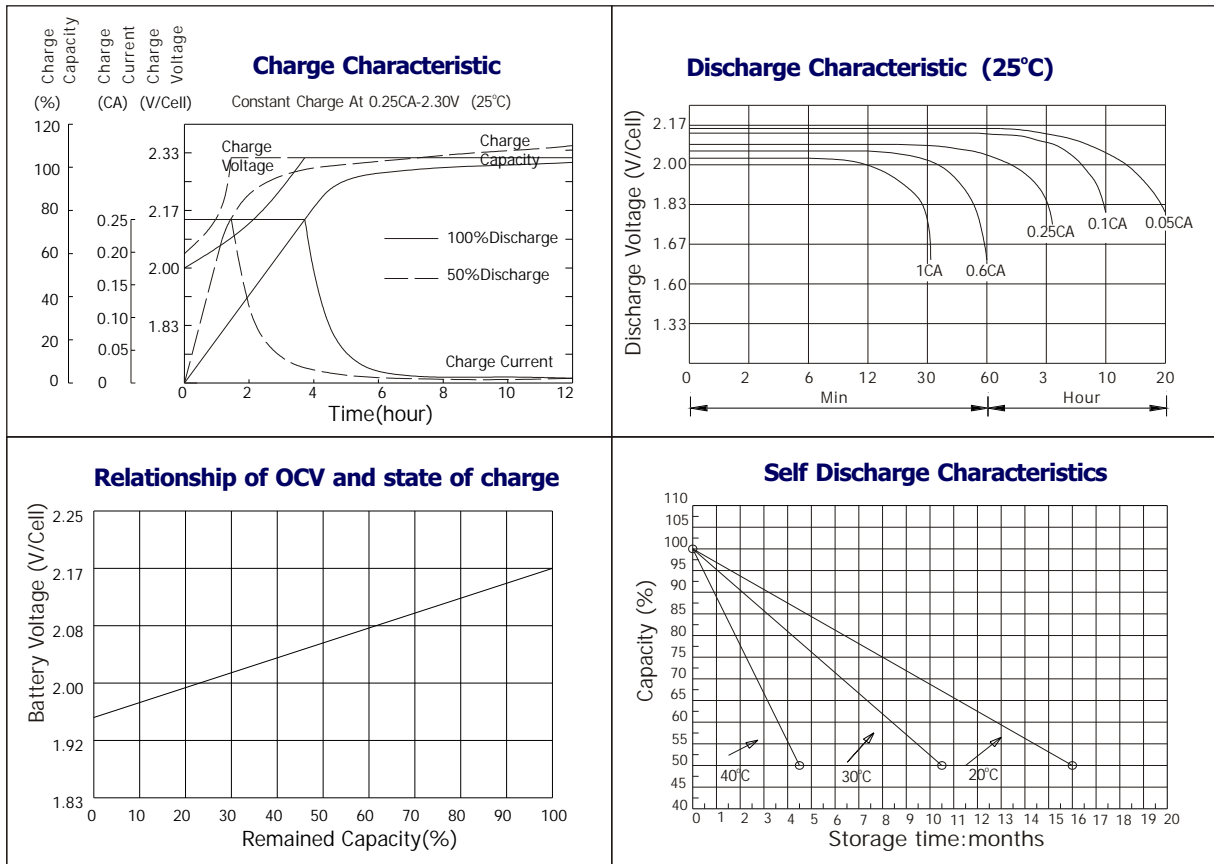 Charge
Capacity
Charge
Current
Charge
Voltage
(%) (CA) (V/Cell)
Charge Characteristic
Constant Charge At 0.25CA-2.30V (25°C)
120
100
80
60
40
20
0
0.25
0.20
0.15
0.10
0.05
0
2.33
2.17
2.00
1.83
Charge
Voltage
Charge
Capacity
100%Discharge
50%Discharge
Charge Current
0 2 4 6 8 10 12
Time(hour)
Discharge Characteristic (25°C)
Discharge Voltage (V/Cell)
2.17
2.00
1.83
1.67
1.60
1.33
1CA 0.6CA 0.25CA 0.1CA 0.05CA
0 2 6 12 30 60 3 10 20
Min Hour
Relationship of OCV and state of charge
Battery Voltage (V/Cell)
2.25
2.17
2.08
2.00
1.92
1.83
0 10 20 30 40 50 60 70 80 90 100
Remained Capacity(%)
Self Discharge Characteristics
Capacity (%)
110
105
100
95
90
85
80
75
70
65
60
55
50
45
40
40°C 30°C 20°C
0 1 2 3 4 5 6 7 8 9 10 11 12 13 14 15 16 17 18 19 20
Storage time:months